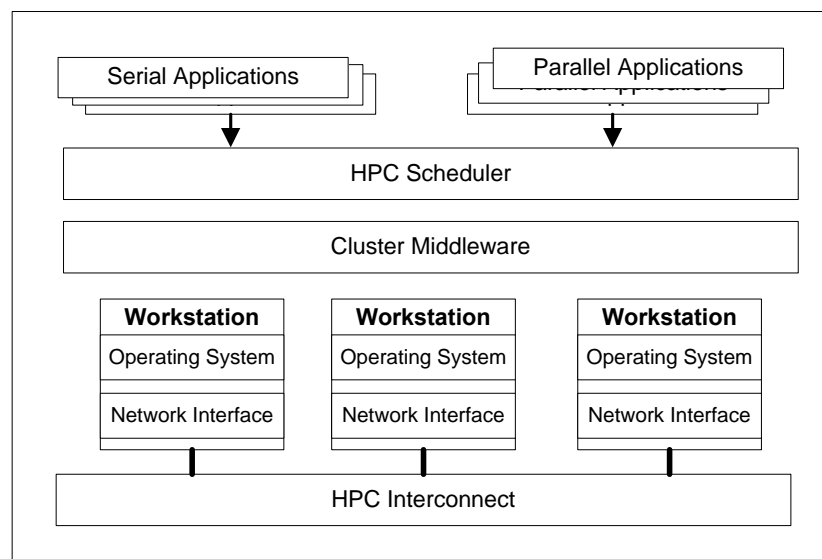 Serial Applications
Parallel Applications
HPC Scheduler
Cluster Middleware
Workstation
Operating System
Network Interface
Workstation
Operating System
Network Interface
Workstation
Operating System
Network Interface
HPC Interconnect